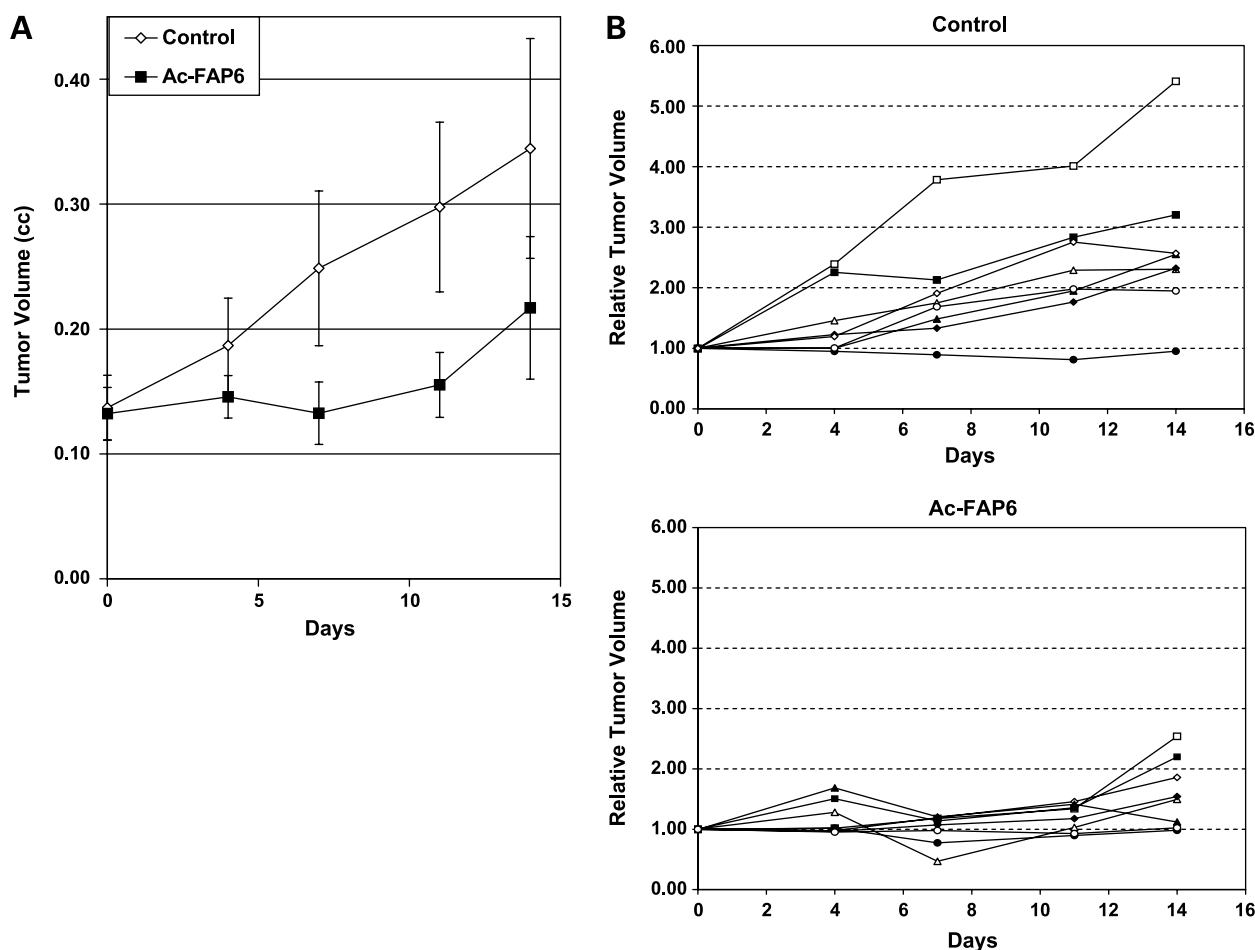 A
Control
Ac-FAP6
0.40
0.30
0.20
0.10
0.00
Tumor Volume (cc)
0 5 10 15
Days
B
Control
6.00
5.00
4.00
3.00
2.00
1.00
0.00
Relative Tumor Volume
0 2 4 6 8 10 12 14 16
Days
Ac-FAP6
6.00
5.00
4.00
3.00
2.00
1.00
0.00
Relative Tumor Volume
0 2 4 6 8 10 12 14 16
Days